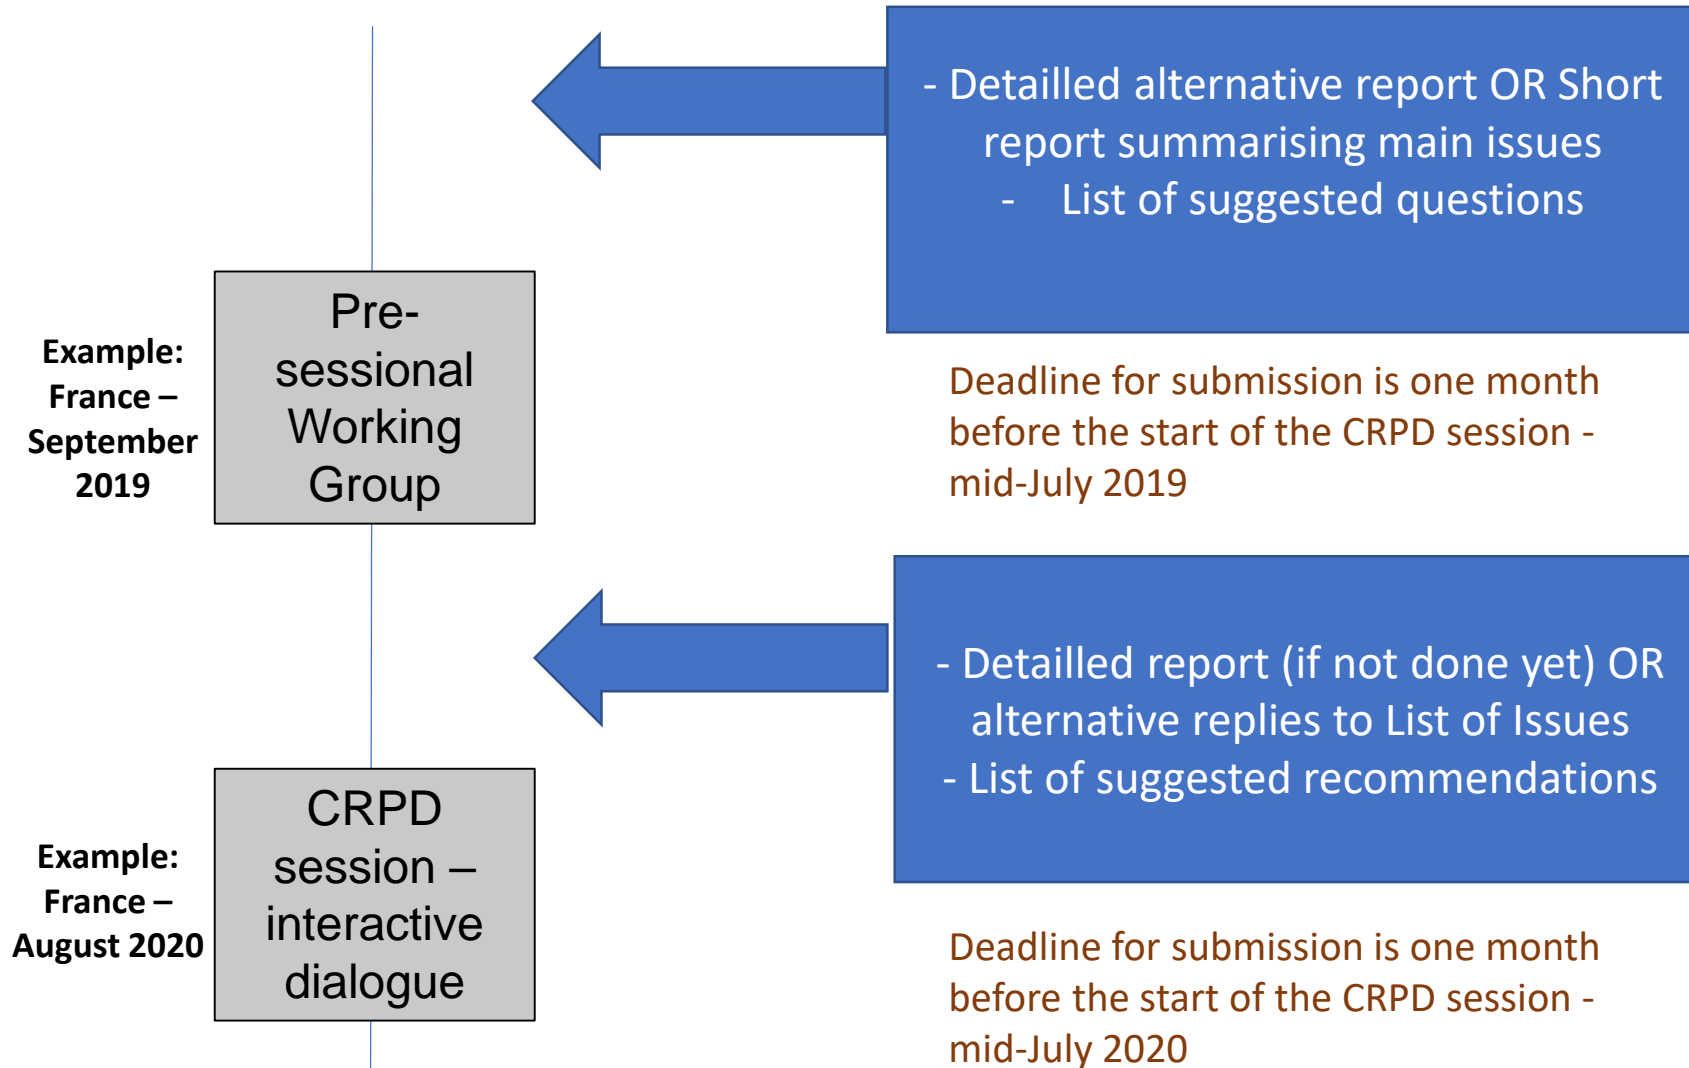 - Detailled alternative report OR Short
report summarising main issues
- List of suggested questions
Pre-
sessional
Working
Group
Example:
France –
September
2019
Deadline for submission is one month
before the start of the CRPD session -
mid-July 2019
- Detailled report (if not done yet) OR
alternative replies to List of Issues
- List of suggested recommendations
CRPD
session –
interactive
dialogue
Example:
France –
August 2020
Deadline for submission is one month
before the start of the CRPD session -
mid-July 2020